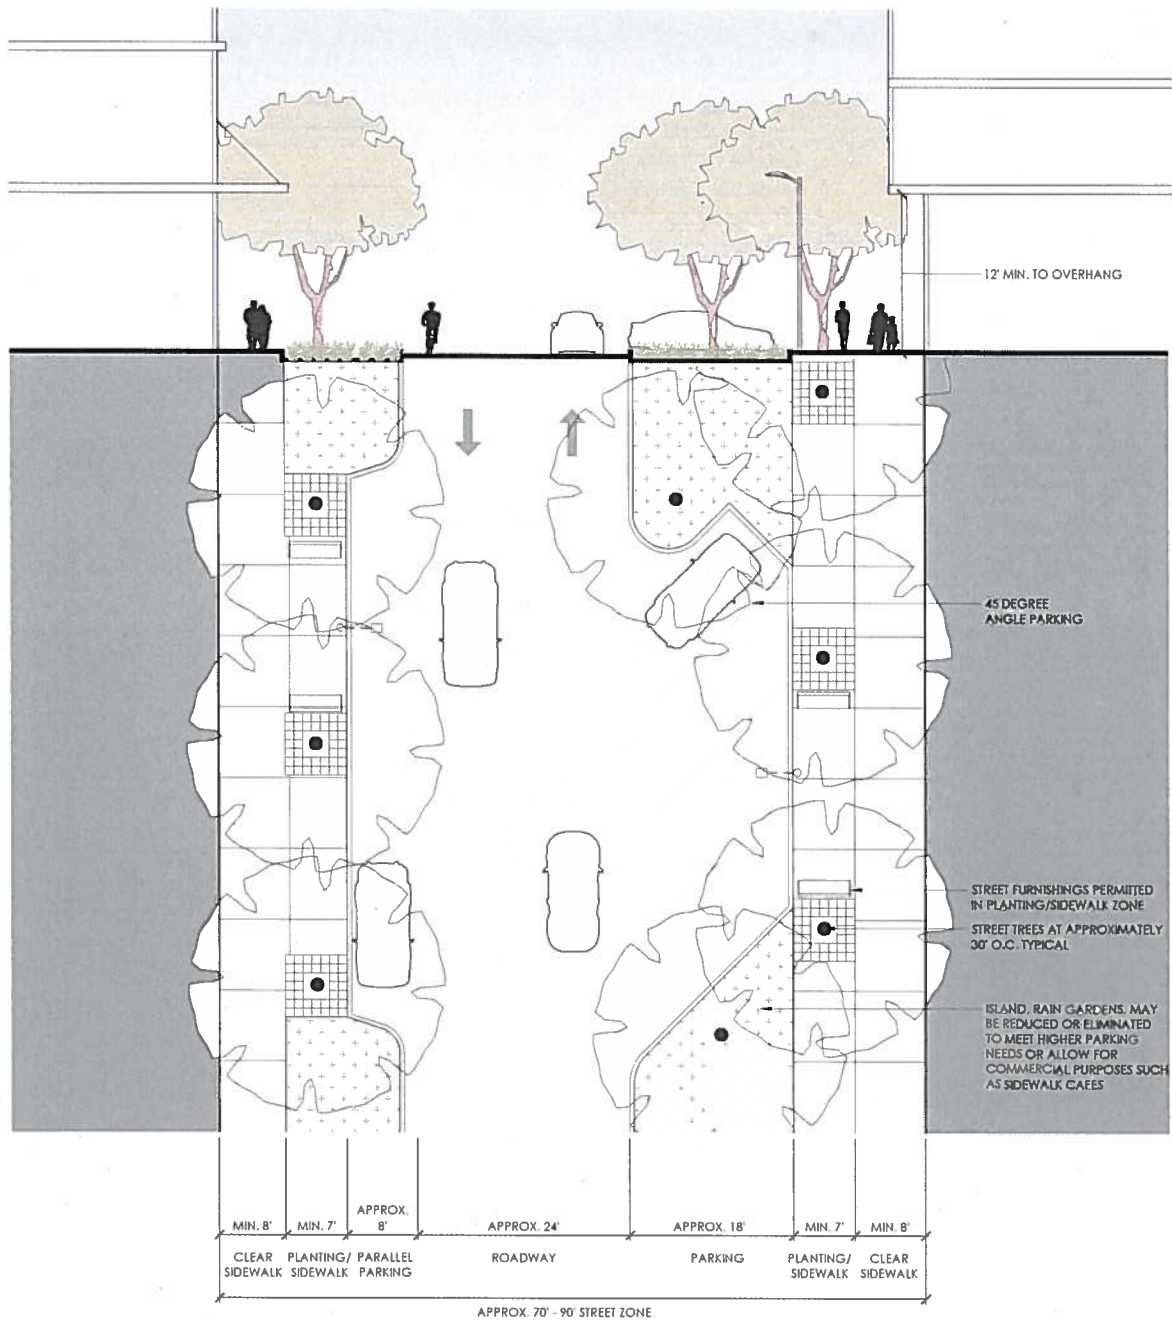 12' MIN. TO OVERHANG
45 DEGREE
ANGLE PARKING
STREET FURNISHINGS PERMITTED
IN PLANTING/SIDEWALK ZONE
STREET TREES AT APPROXIMATELY
30' O.C. TYPICAL
ISLAND, RAIN GARDENS, MAY
BE REDUCED OR ELIMINATED
TO MEET HIGHER PARKING
NEEDS OR ALLOW FOR
COMMERCIAL PURPOSES SUCH
AS SIDEWALK CAFES
MIN. 8'
MIN. 7'
APPROX.
8'
APPROX. 24'
APPROX. 18'
MIN. 7'
MIN. 8'
CLEAR
SIDEWALK
PLANTING/
SIDEWALK
PARALLEL
PARKING
ROADWAY
PARKING
PLANTING/
SIDEWALK
CLEAR
SIDEWALK
APPROX. 70' - 90' STREET ZONE